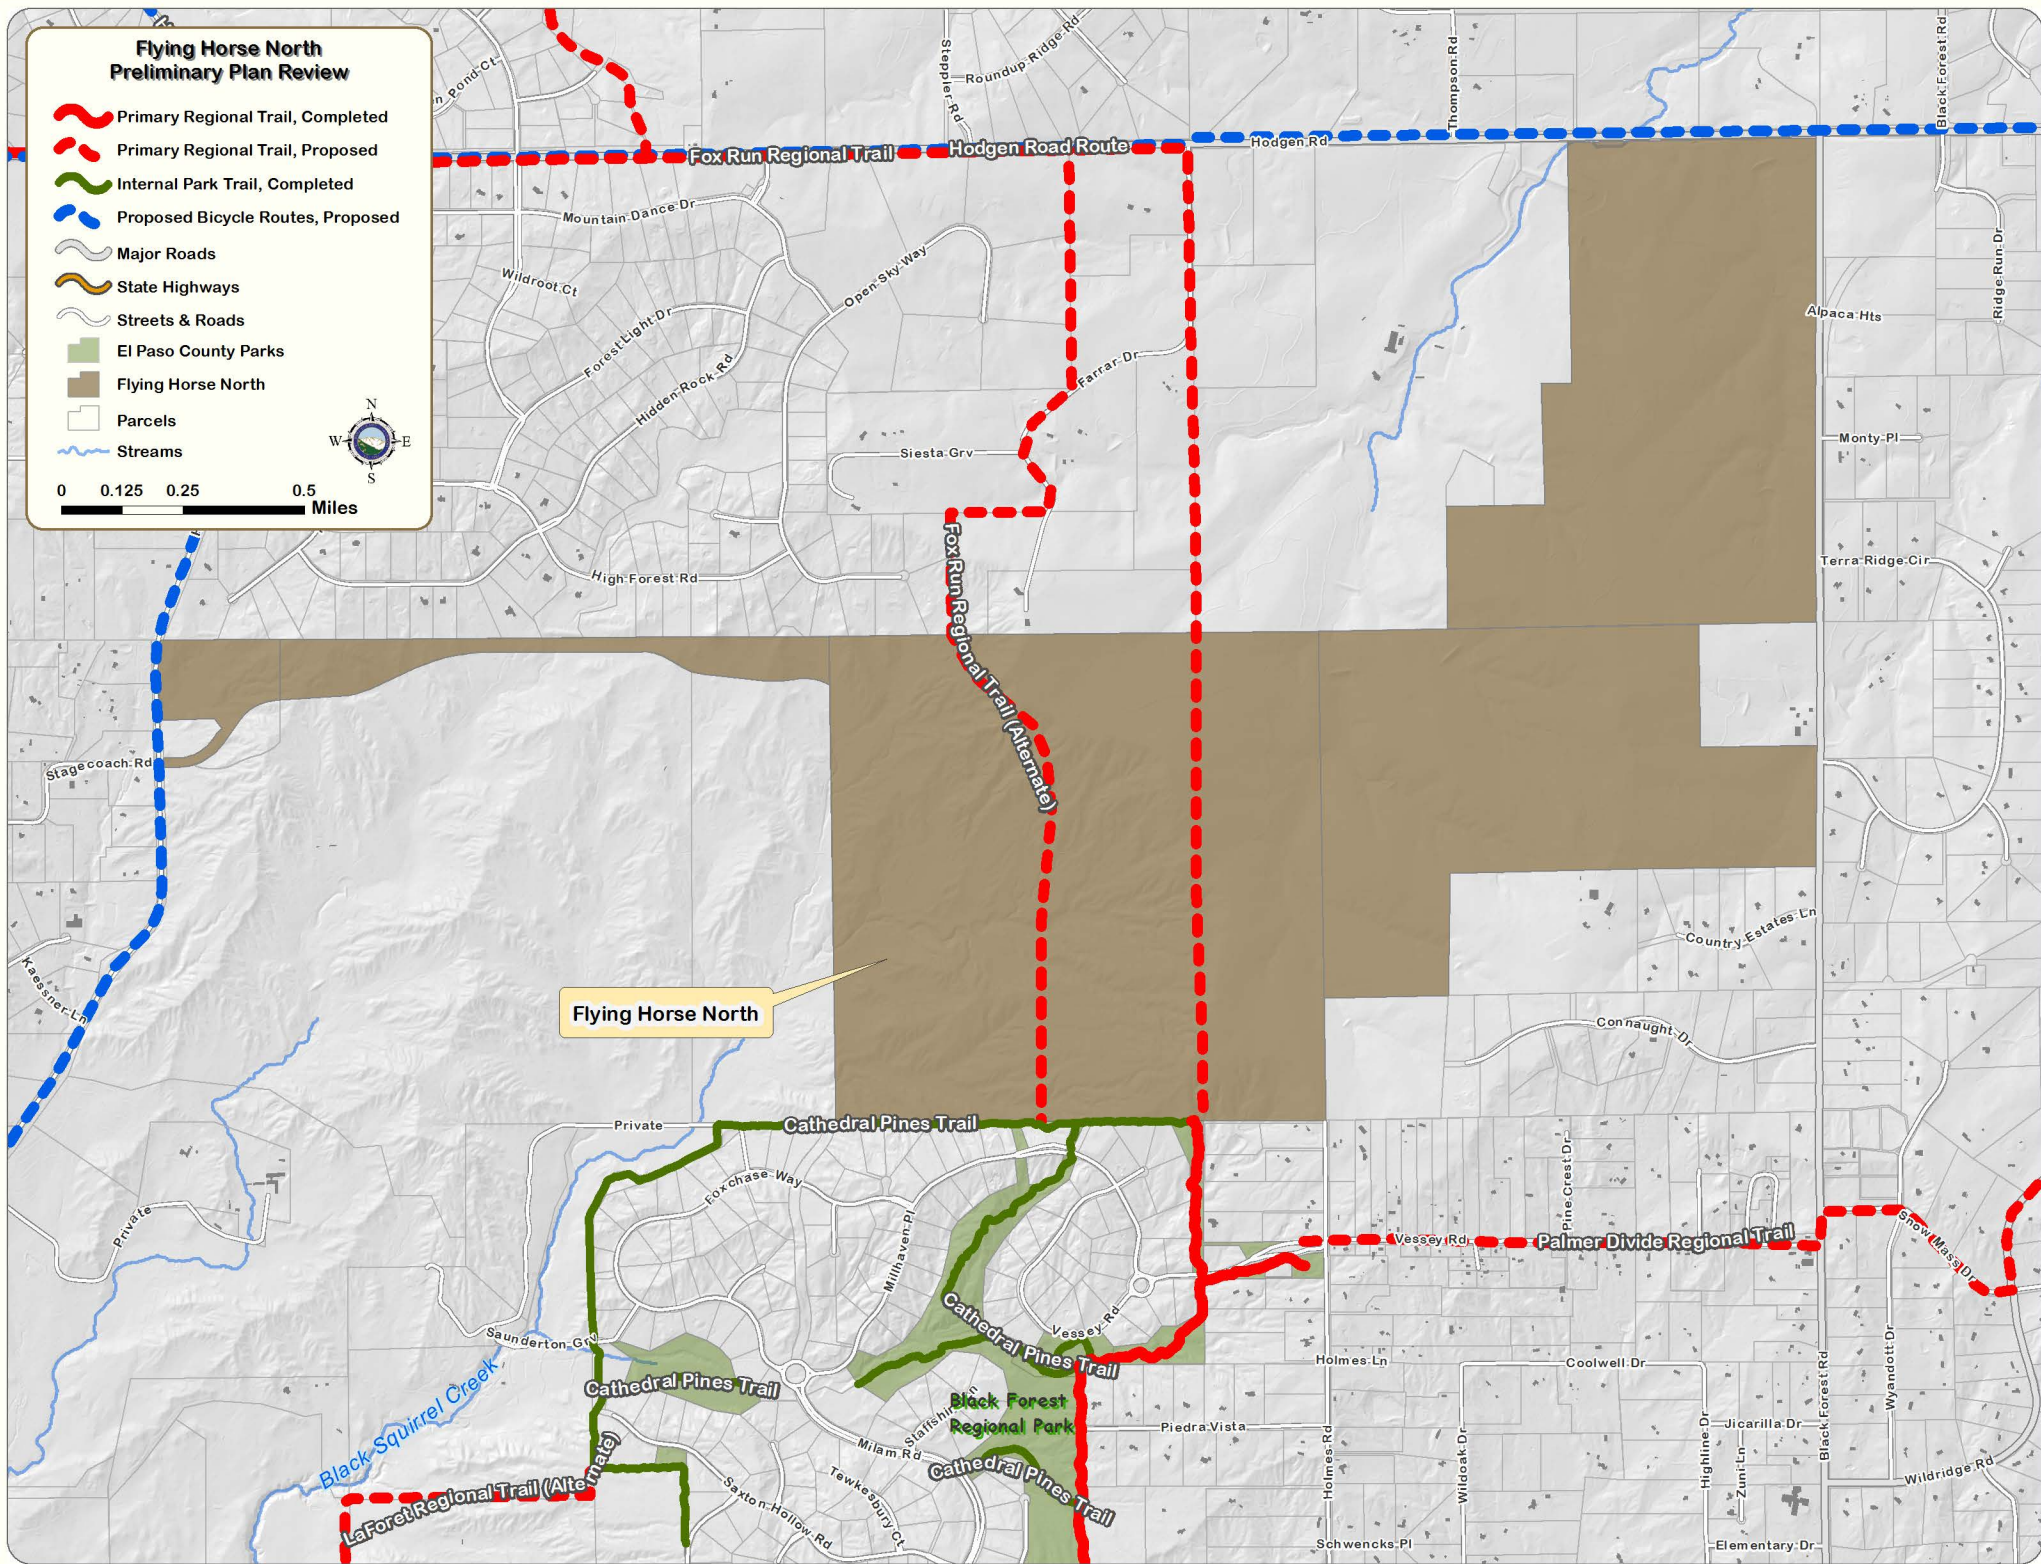 Flying Horse North
Preliminary Plan Review
Primary Regional Trail, Completed
Primary Regional Trail, Proposed
Internal Park Trail, Completed
Proposed Bicycle Routes, Proposed
Major Roads
State Highways
Streets & Roads
El Paso County Parks
Flying Horse North
Parcels
Streams
N
W
E
S
0 0.125 0.25 0.5
Miles
n Pond Ct
Steppler Rd
Roundup Ridge Rd
Thompson Rd
Black Forest Rd
Fox Run Regional Trail
Hodgen Road Route
Hodgen Rd
Mountain Dance Dr
Wildroot Ct
Open Sky Way
Ridge Run Dr
Alpaca Hts
Forest Light Dr
Hidden Rock Rd
Farrar Dr
Siesta Grv
Monty Pl
High Forest Rd
Fox Run Regional Trail (Alternate)
Terra Ridge Cir
Stagecoach Rd
Kaessner Ln
Flying Horse North
Country Estates Ln
Connaught Dr
Private
Cathedral Pines Trail
Private
Foxchase Way
Millhaven Pl
Pine Crest Dr
Vessey Rd
Palmer Divide Regional Trail
Snow Mass Dr
Saunderton Grv
Cathedral Pines Trail
Vessey Rd
Holmes Ln
Coolwell Dr
Wyandott Dr
Black Forest Rd
Cathedral Pines Trail
Black Squirrel Creek
Black Forest
Regional Park
Piedra Vista
Jicarilla Dr
Milam Rd
Cathedral Pines Trail
Holmes Rd
Wildoak Dr
Highline Dr
Zuni Ln
Wildridge Rd
LaForet Regional Trail (Alternate)
Saxton Hollow Rd
Tewkesbury Ct
Schwencks Pl
Elementary Dr